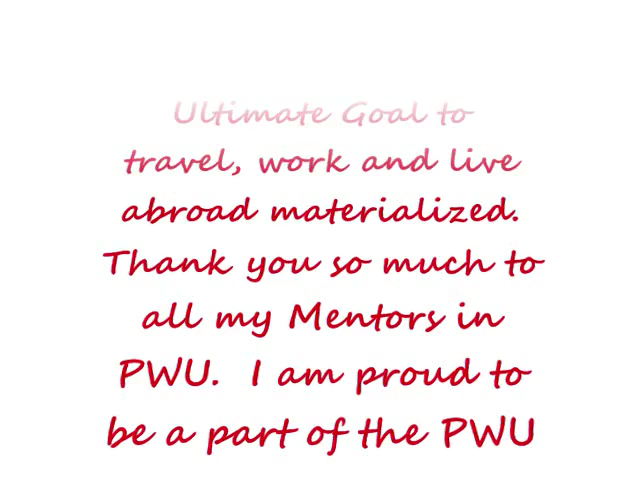 Ultimate Goal to
travel, work and live
abroad materialized.
Thank you so much to
all my Mentors in
PWU.  I am proud to
be a part of the PWU